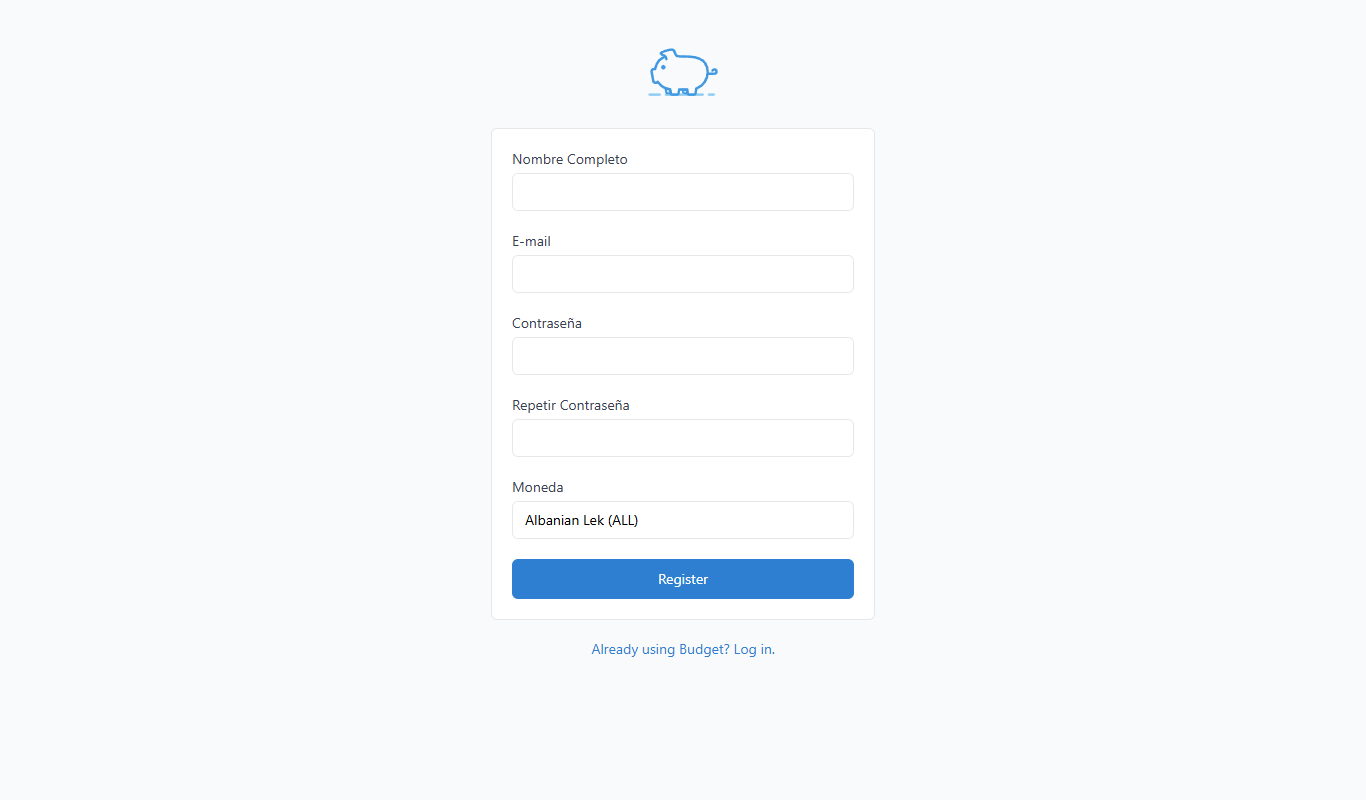 Nombre Completo
E-mail
Contraseña
Repetir Contraseña
Moneda
Albanian Lek (ALL)
Register
Already using Budget? Log in.